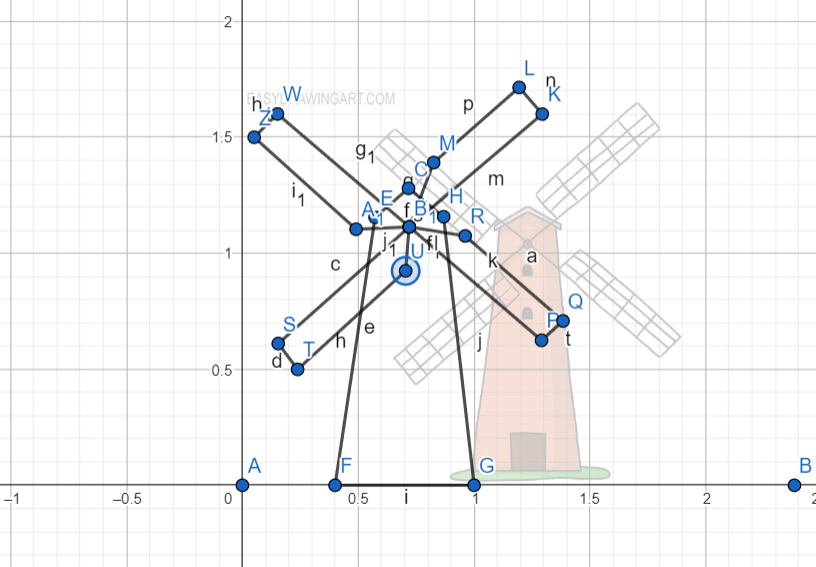 2
L
n
W
K
h
EASYDRAWINGART.COM
p
Z
1.5
g₁
M
C
m
i₁
g
E
H
A₁
f
B₁
R
j₁
f₁
U
1
c
k
a
Q
S
P
e
h
j
t
T
d
0.5
A
F
G
B
−1
−0.5
0
0.5
i
1
1.5
2